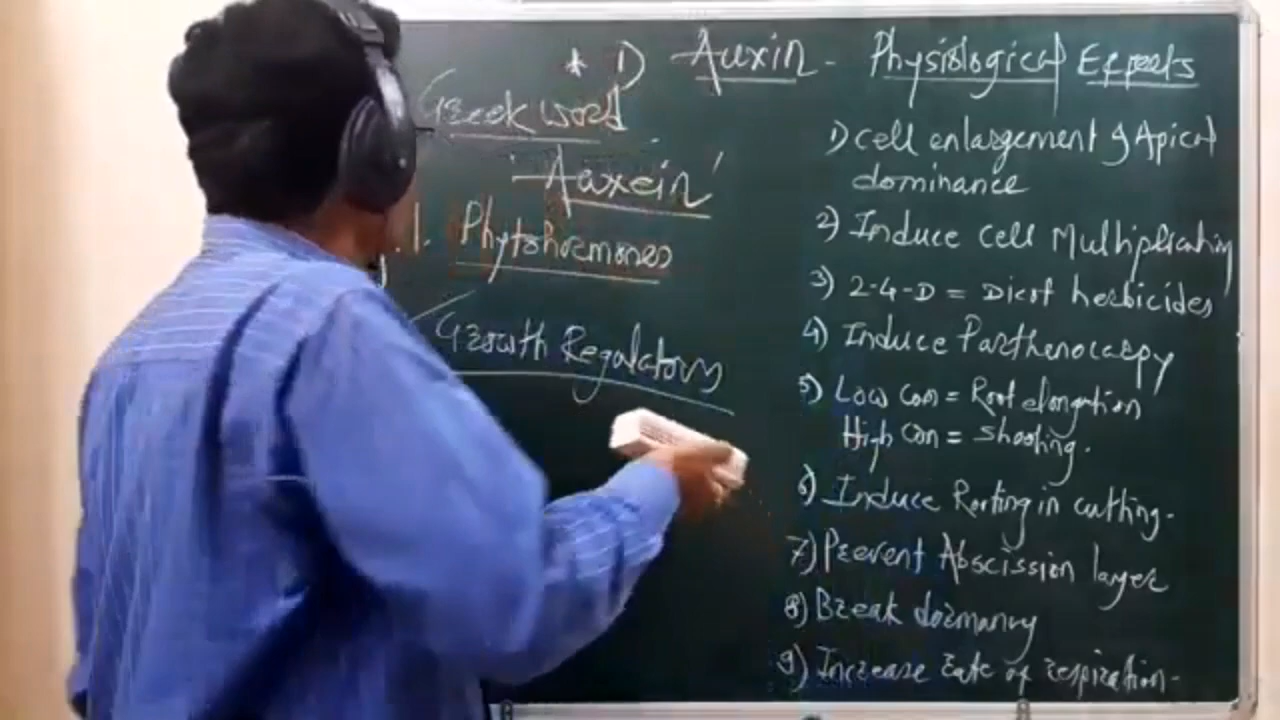 * 1) Auxin - Physiological Effects
Greek word
'Auxein'
1. Phytohormones
Growth Regulators
1) cell enlargement & Apical
dominance
2) Induce cell Multiplication
3) 2-4-D = Dicot herbicides
4) Induce Parthenocarpy
5) Low con = Root elongation
High Con = shooting.
6) Induce Rooting in cutting.
7) Prevent Abscission layer
8) Break dormancy
9) Increase rate of respiration.